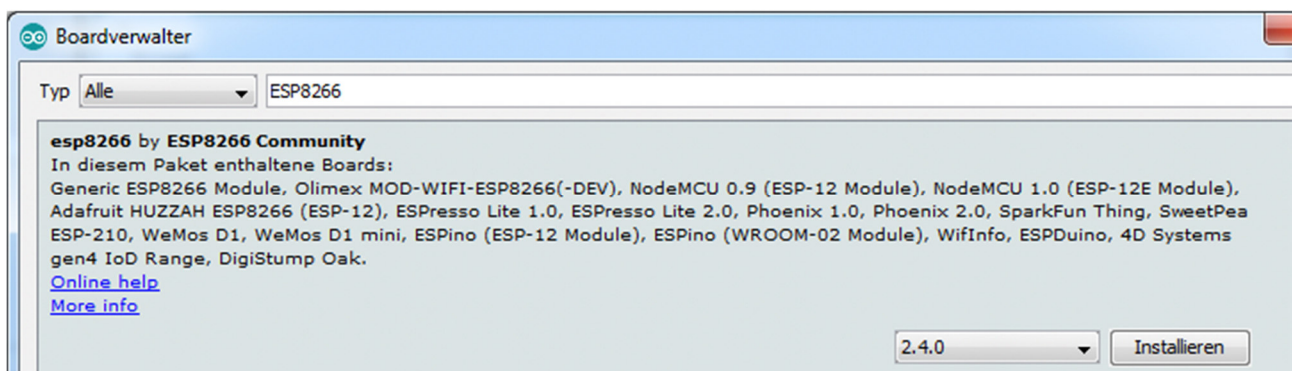 Boardverwalter
Typ Alle ESP8266
esp8266 by ESP8266 Community
In diesem Paket enthaltene Boards:
Generic ESP8266 Module, Olimex MOD-WIFI-ESP8266(-DEV), NodeMCU 0.9 (ESP-12 Module), NodeMCU 1.0 (ESP-12E Module),
Adafruit HUZZAH ESP8266 (ESP-12), ESPresso Lite 1.0, ESPresso Lite 2.0, Phoenix 1.0, Phoenix 2.0, SparkFun Thing, SweetPea
ESP-210, WeMos D1, WeMos D1 mini, ESPino (ESP-12 Module), ESPino (WROOM-02 Module), WifInfo, ESPDuino, 4D Systems
gen4 IoD Range, DigiStump Oak.
Online help
More info
2.4.0 Installieren